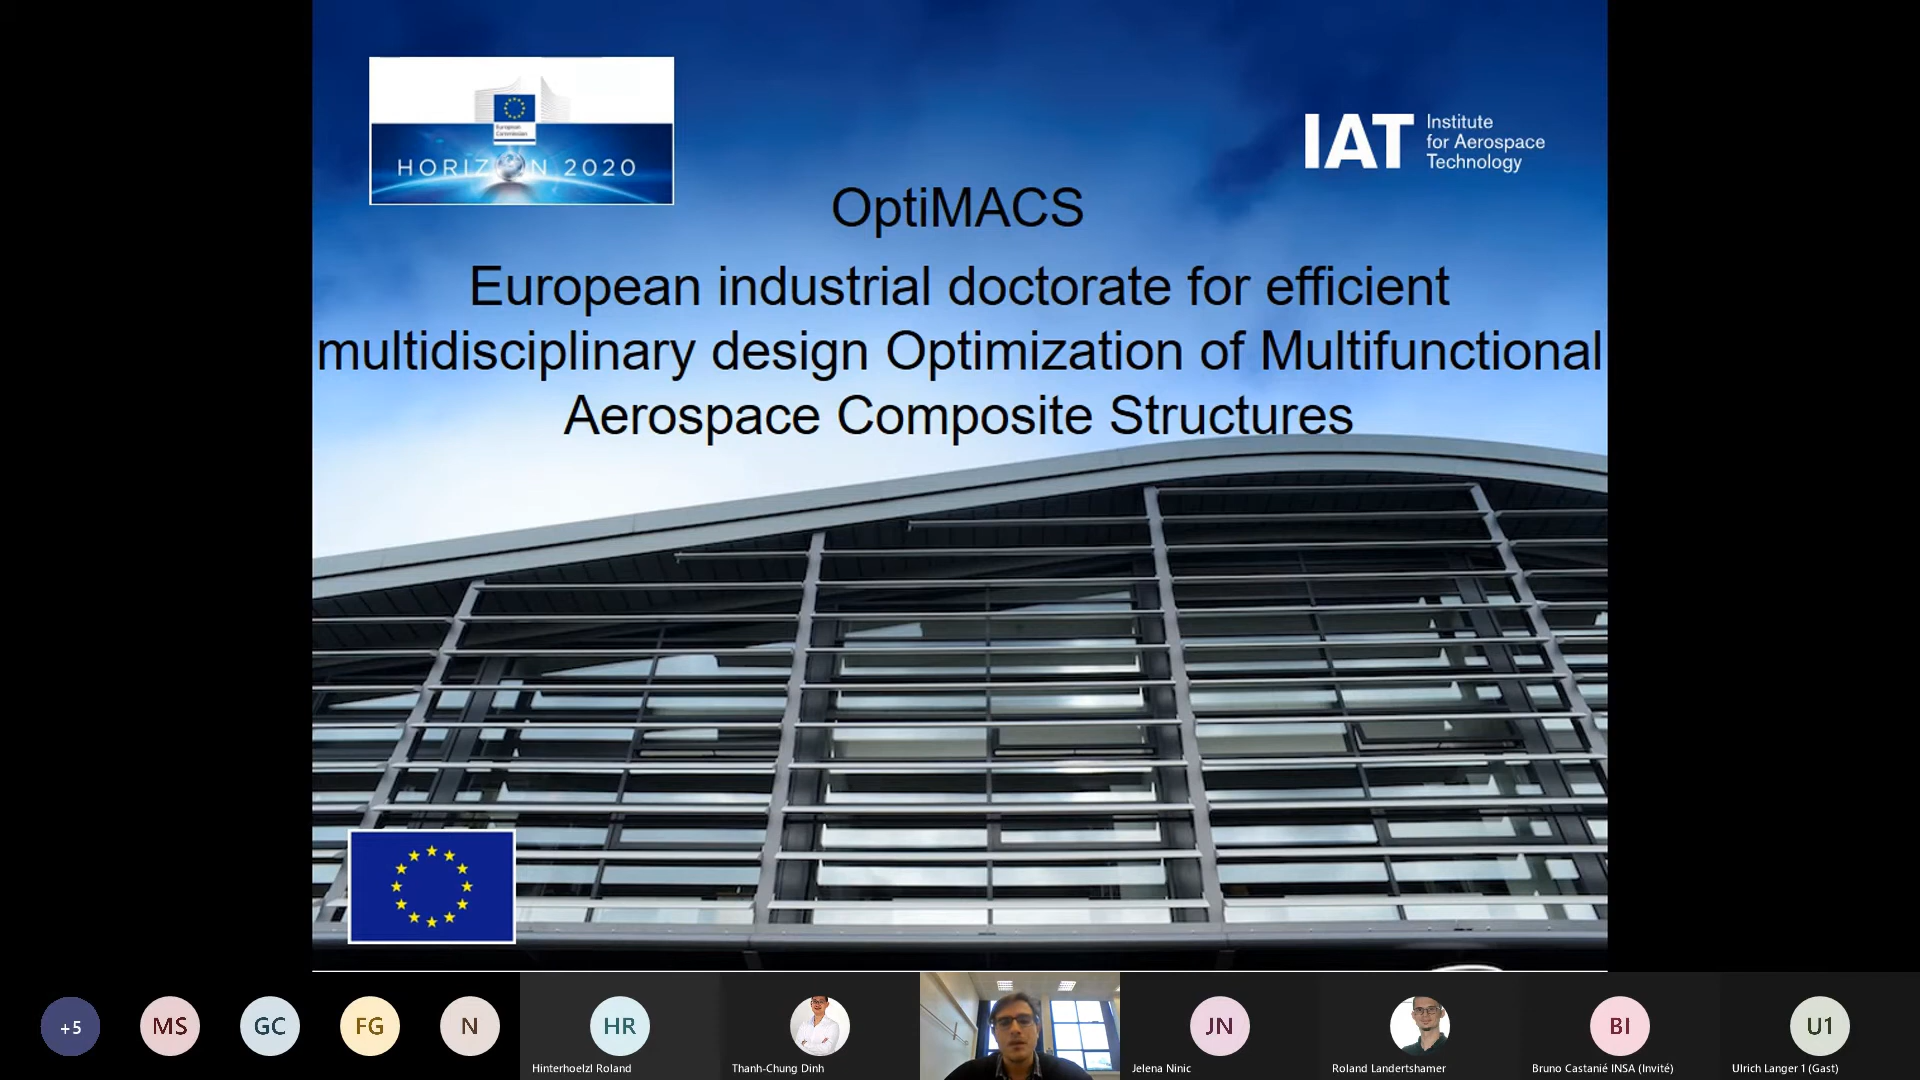 European
Commission
HORIZON 2020
IAT
Institute
for Aerospace
Technology
OptiMACS
European industrial doctorate for efficient
multidisciplinary design Optimization of Multifunctional
Aerospace Composite Structures
+5
MS
GC
FG
N
HR
JN
BI
U1
Hinterhoelzl Roland
Thanh-Chung Dinh
Jelena Ninic
Roland Landertshamer
Bruno Castanié INSA (Invité)
Ulrich Langer 1 (Gast)